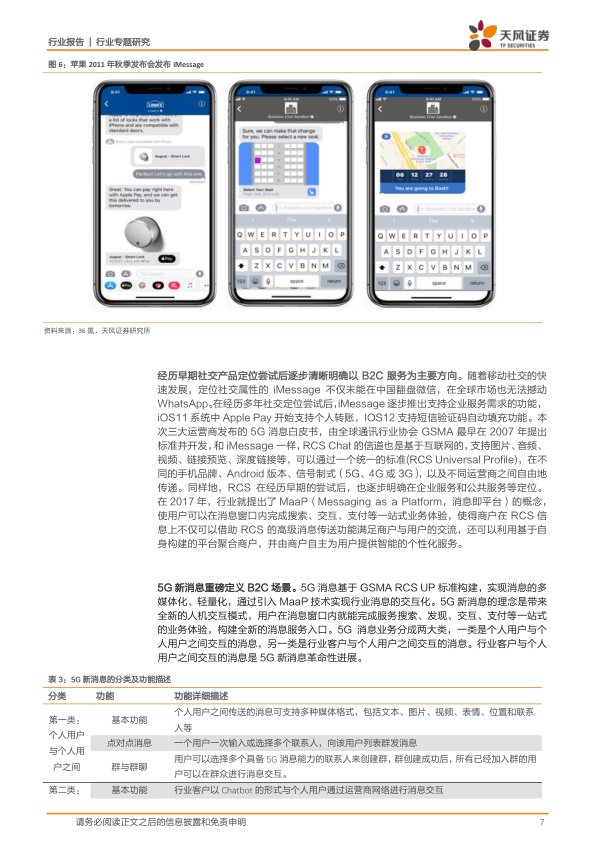 行业报告 | 行业专题研究
天风证券
TF SECURITIES
图 6：苹果 2011 年秋季发布会发布 iMessage
Lowe's
a list of locks that work with
iPhone and are compatible with
standard doors.
August - Smart Lock
Perfect! Let's go with this one
Great. You can pay right here
with Apple Pay, and we can get
this delivered to you by
tomorrow.
August - Smart Lock
Pay
Business Chat Sandbox
Sure, we can make that change
for you. Please select a new seat.
Select Your Seat
The
Q W E R T Y U I O P
A S D F G H J K L
Z X C V B N M
123
space
return
Business Chat Sandbox
06 12 27 28
You are going to Bash!
The
Q W E R T Y U I O P
A S D F G H J K L
Z X C V B N M
123
space
return
资料来源：36 氪，天风证券研究所
经历早期社交产品定位尝试后逐步清晰明确以 B2C 服务为主要方向。随着移动社交的快
速发展，定位社交属性的 iMessage 不仅未能在中国翻盘微信，在全球市场也无法撼动
WhatsApp。在经历多年社交定位尝试后，iMessage 逐步推出支持企业服务需求的功能，
iOS11 系统中 Apple Pay 开始支持个人转账，IOS12 支持短信验证码自动填充功能。本
次三大运营商发布的 5G 消息白皮书，由全球通讯行业协会 GSMA 最早在 2007 年提出
标准并开发，和 iMessage 一样，RCS Chat 的信道也是基于互联网的，支持图片、音频、
视频、链接预览、深度链接等，可以通过一个统一的标准(RCS Universal Profile)，在不
同的手机品牌、Android 版本、信号制式（5G、4G 或 3G），以及不同运营商之间自由地
传递。同样地，RCS 在经历早期的尝试后，也逐步明确在企业服务和公共服务等定位。
在 2017 年，行业就提出了 MaaP（Messaging as a Platform，消息即平台）的概念，
使用户可以在消息窗口内完成搜索、交互、支付等一站式业务体验，使得商户在 RCS 信
息上不仅可以借助 RCS 的高级消息传送功能满足商户与用户的交流，还可以利用基于自
身构建的平台聚合商户，并由商户自主为用户提供智能的个性化服务。
5G 新消息重磅定义 B2C 场景。5G 消息基于 GSMA RCS UP 标准构建，实现消息的多
媒体化、轻量化，通过引入 MaaP 技术实现行业消息的交互化。5G 新消息的理念是带来
全新的人机交互模式，用户在消息窗口内就能完成服务搜索、发现、交互、支付等一站式
的业务体验，构建全新的消息服务入口。5G 消息业务分成两大类，一类是个人用户与个
人用户之间交互的消息，另一类是行业客户与个人用户之间交互的消息。行业客户与个人
用户之间交互的消息是 5G 新消息革命性进展。
表 3：5G 新消息的分类及功能描述
分类 功能 功能详细描述
第一类：
个人用户
与个人用
户之间
基本功能
个人用户之间传送的消息可支持多种媒体格式，包括文本、图片、视频、表情、位置和联系
人等
点对点消息 一个用户一次输入或选择多个联系人，向该用户列表群发消息
群与群聊
用户可以选择多个具备 5G 消息能力的联系人来创建群，群创建成功后，所有已经加入群的用
户可以在群众进行消息交互。
第二类： 基本功能 行业客户以 Chatbot 的形式与个人用户通过运营商网络进行消息交互
请务必阅读正文之后的信息披露和免责申明 7